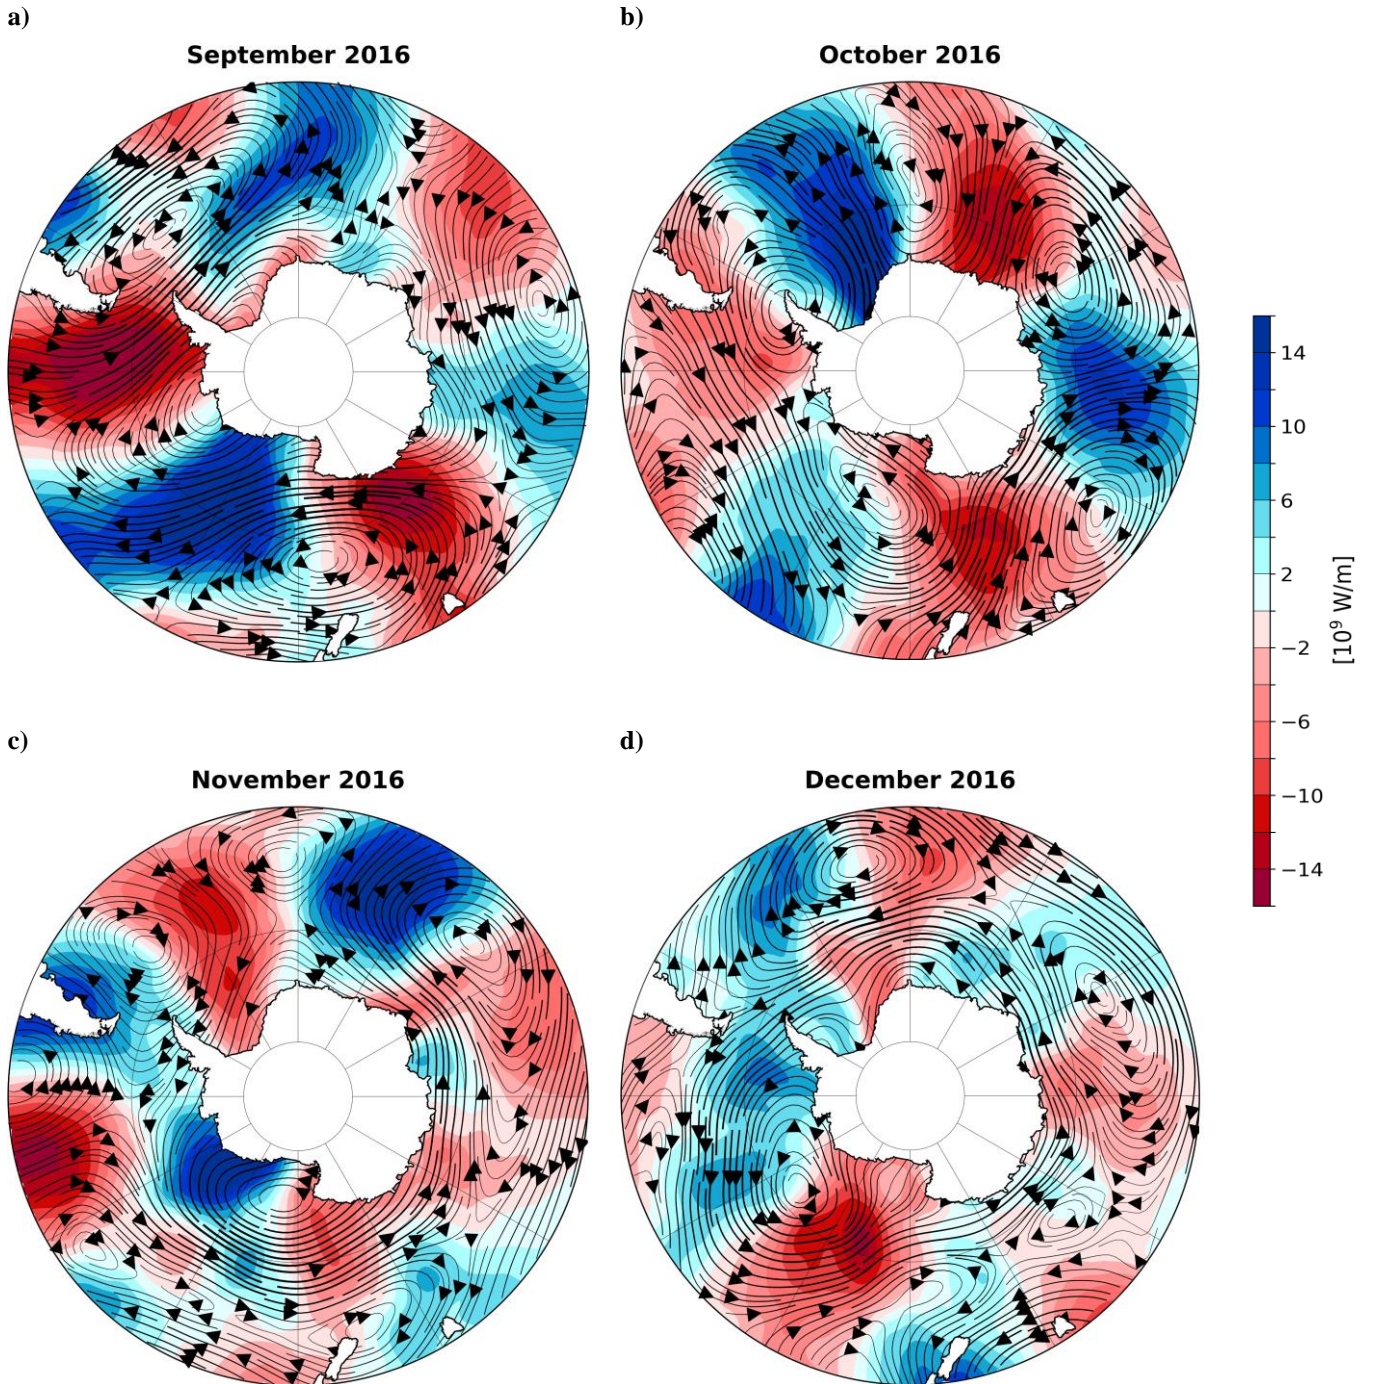 a)
b)
September 2016
October 2016
14
10
6
2
−2
−6
−10
−14
[10⁹ W/m]
c)
d)
November 2016
December 2016